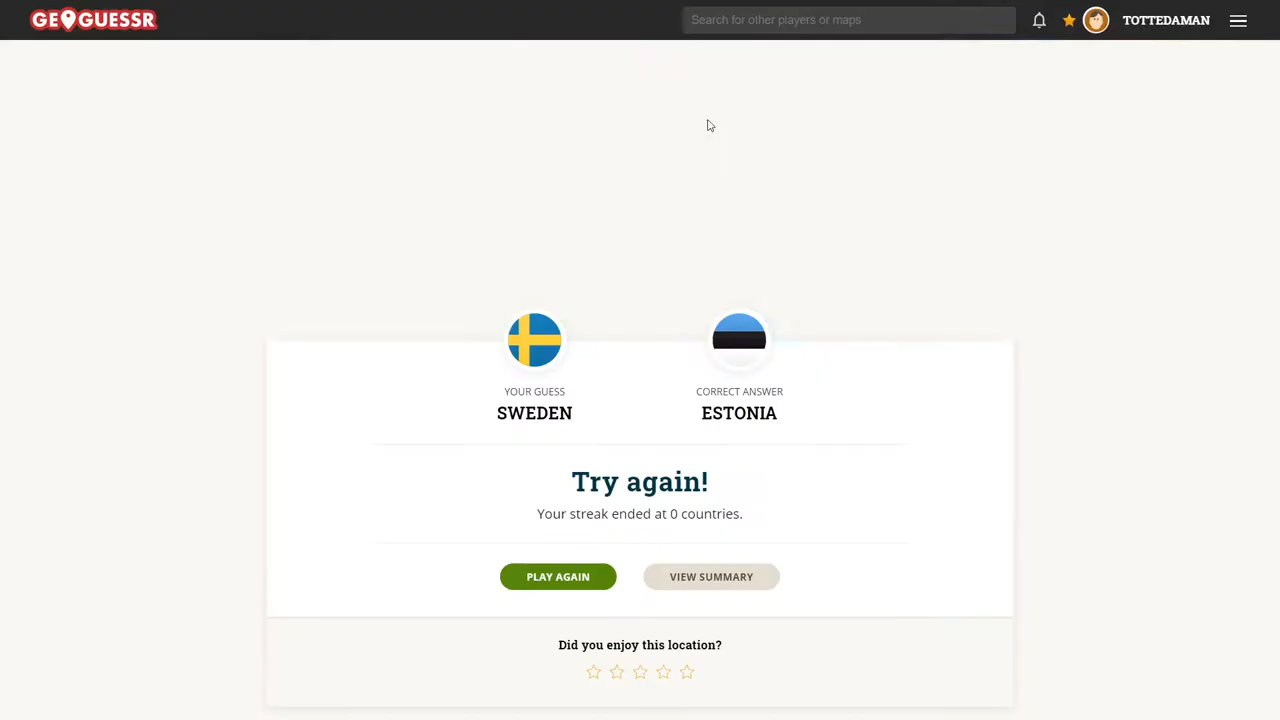 GEOGUESSR
Search for other players or maps
TOTTEDAMAN
YOUR GUESS
SWEDEN
CORRECT ANSWER
ESTONIA
Try again!
Your streak ended at 0 countries.
PLAY AGAIN
VIEW SUMMARY
Did you enjoy this location?